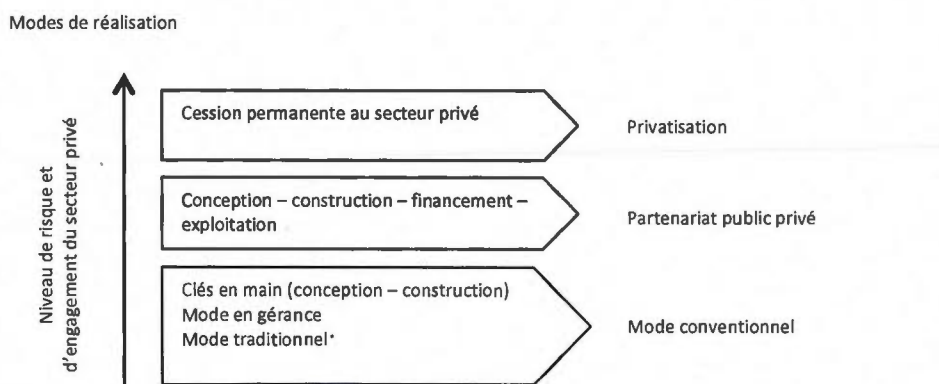 Modes de réalisation
Niveau de risque et
d'engagement du secteur privé
Cession permanente au secteur privé
Privatisation
Conception – construction – financement –
exploitation
Partenariat public privé
Clés en main (conception – construction)
Mode en gérance
Mode traditionnel*
Mode conventionnel